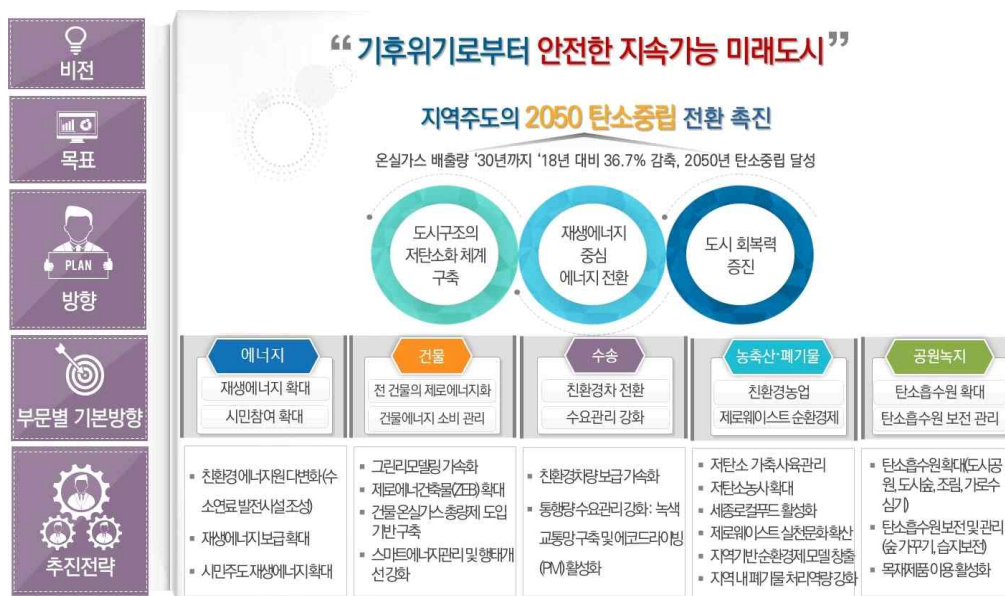 비전
“기후위기로부터 안전한 지속가능 미래도시”
목표
지역주도의 2050 탄소중립 전환 촉진
온실가스 배출량 ‘30년까지 ‘18년 대비 36.7% 감축, 2050년 탄소중립 달성
PLAN
방향
도시구조의
저탄소화 체계
구축
재생에너지
중심
에너지 전환
도시 회복력
증진
부문별 기본방향
에너지
재생에너지 확대
시민참여 확대
건물
전 건물의 제로에너지화
건물에너지 소비 관리
수송
친환경차 전환
수요관리 강화
농축산·폐기물
친환경농업
제로웨이스트 순환경제
공원녹지
탄소흡수원 확대
탄소흡수원 보전 관리
추진전략
▪ 친환경 에너지원 다변화(수
소연료 발전시설 조성)
▪ 재생에너지 보급 확대
▪ 시민주도 재생에너지 확대
▪ 그린리모델링 가속화
▪ 제로에너건축물(ZEB) 확대
▪ 건물 온실가스 총량제 도입
기반 구축
▪ 스마트에너지관리 및 행태개
선 강화
▪ 친환경차량 보급 가속화
▪ 통행량 수요관리 강화 : 녹색
교통망 구축 및 에코드라이빙
(PM) 활성화
▪ 저탄소 가축사육관리
▪ 저탄소농사 확대
▪ 세종로컬푸드 활성화
▪ 제로웨이스트 실천문화 확산
▪ 지역기반 순환경제 모델 창출
▪ 지역 내 폐기물 처리역량 강화
▪ 탄소흡수원 확대(도시공
원, 도시숲, 조림, 가로수
심기)
▪ 탄소흡수원 보전 및 관리
(숲 가꾸기, 습지보전)
▪ 목재제품 이용 활성화